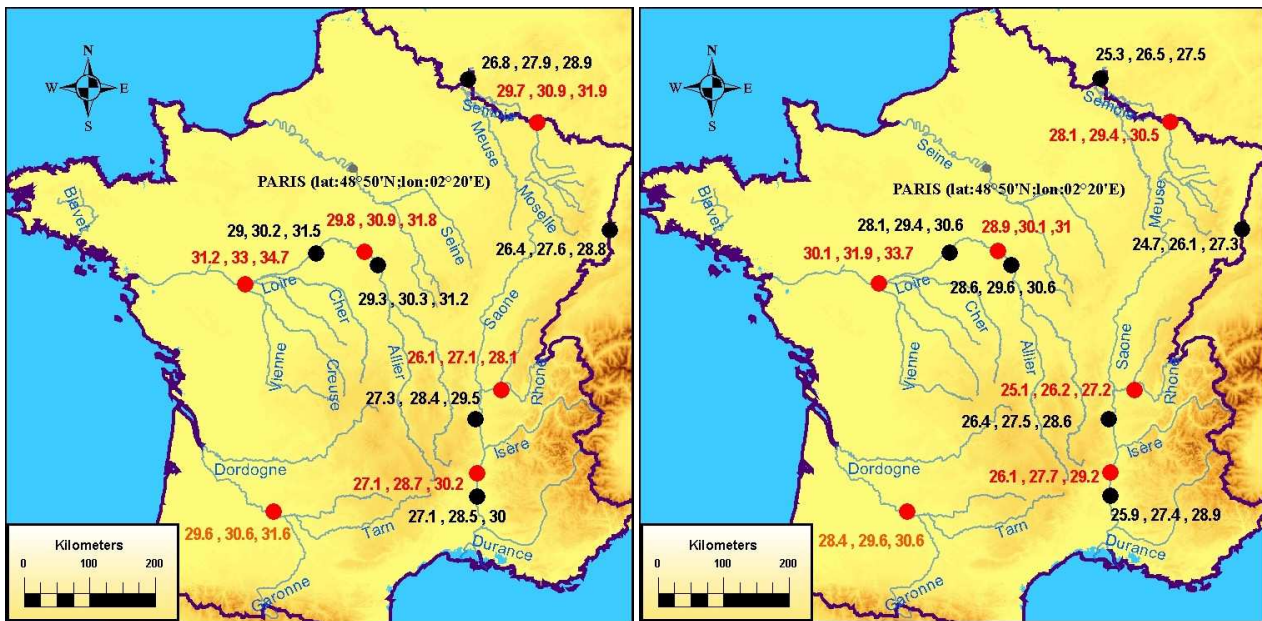 N
W E
S
26.8 , 27.9 , 28.9
29.7 , 30.9 , 31.9
Semois
Meuse
PARIS (lat:48°50'N;lon:02°20'E)
Moselle
Blavet
29.8 , 30.9 , 31.8
Seine
29, 30.2 , 31.5
26.4 , 27.6 , 28.8
31.2 , 33 , 34.7
Loire
Cher
29.3 , 30.3 , 31.2
Saone
Vienne
Creuse
Allier
26.1 , 27.1 , 28.1
Rhone
27.3 , 28.4 , 29.5
Isère
Dordogne
27.1 , 28.7 , 30.2
27.1 , 28.5 , 30
29.6 , 30.6, 31.6
Tarn
Durance
Garonne
Kilometers
0 100 200
N
W E
S
25.3 , 26.5 , 27.5
Semois
28.1 , 29.4 , 30.5
Seine
Meuse
PARIS (lat:48°50'N;lon:02°20'E)
Blavet
28.1 , 29.4 , 30.6
28.9 , 30.1 , 31
24.7, 26.1 , 27.3
30.1 , 31.9 , 33.7
Loire
28.6 , 29.6 , 30.6
Cher
Saone
Vienne
Allier
25.1 , 26.2 , 27.2
Rhone
26.4 , 27.5 , 28.6
Isère
Dordogne
26.1 , 27.7 , 29.2
25.9 , 27.4 , 28.9
28.4 , 29.6 , 30.6
Tarn
Durance
Garonne
Kilometers
0 100 200